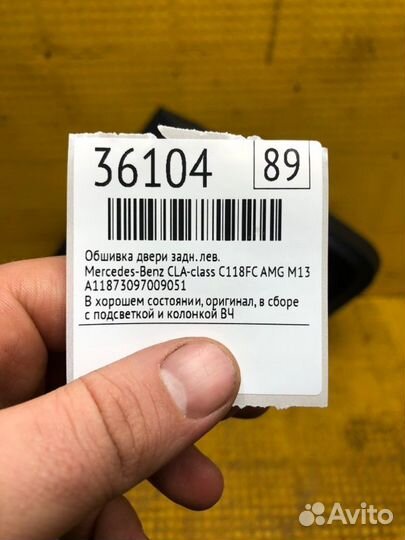 36104 89
Обшивка двери задн. лев.
Mercedes-Benz CLA-class C118FC AMG M13
A11873097009051
В хорошем состоянии, оригинал, в сборе
с подсветкой и колонкой ВЧ
Avito